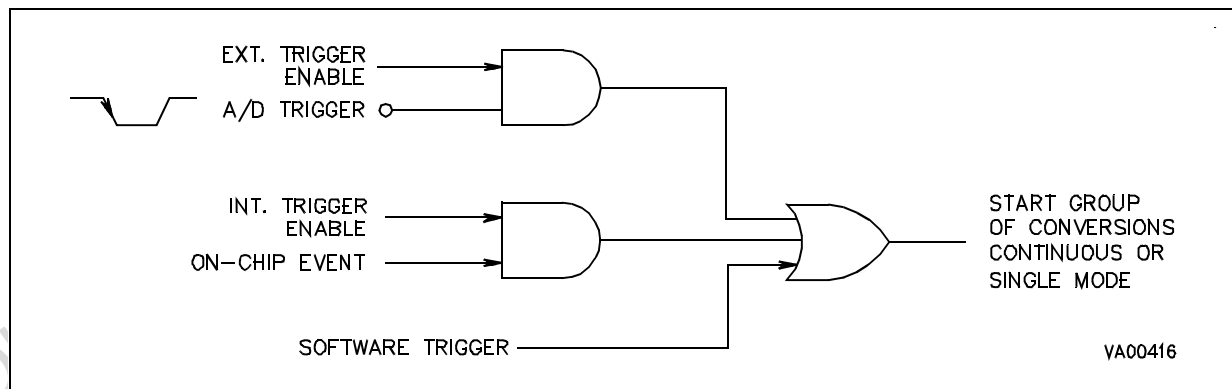 EXT. TRIGGER
ENABLE
A/D TRIGGER
INT. TRIGGER
ENABLE
ON-CHIP EVENT
SOFTWARE TRIGGER
START GROUP
OF CONVERSIONS
CONTINUOUS OR
SINGLE MODE
VA00416